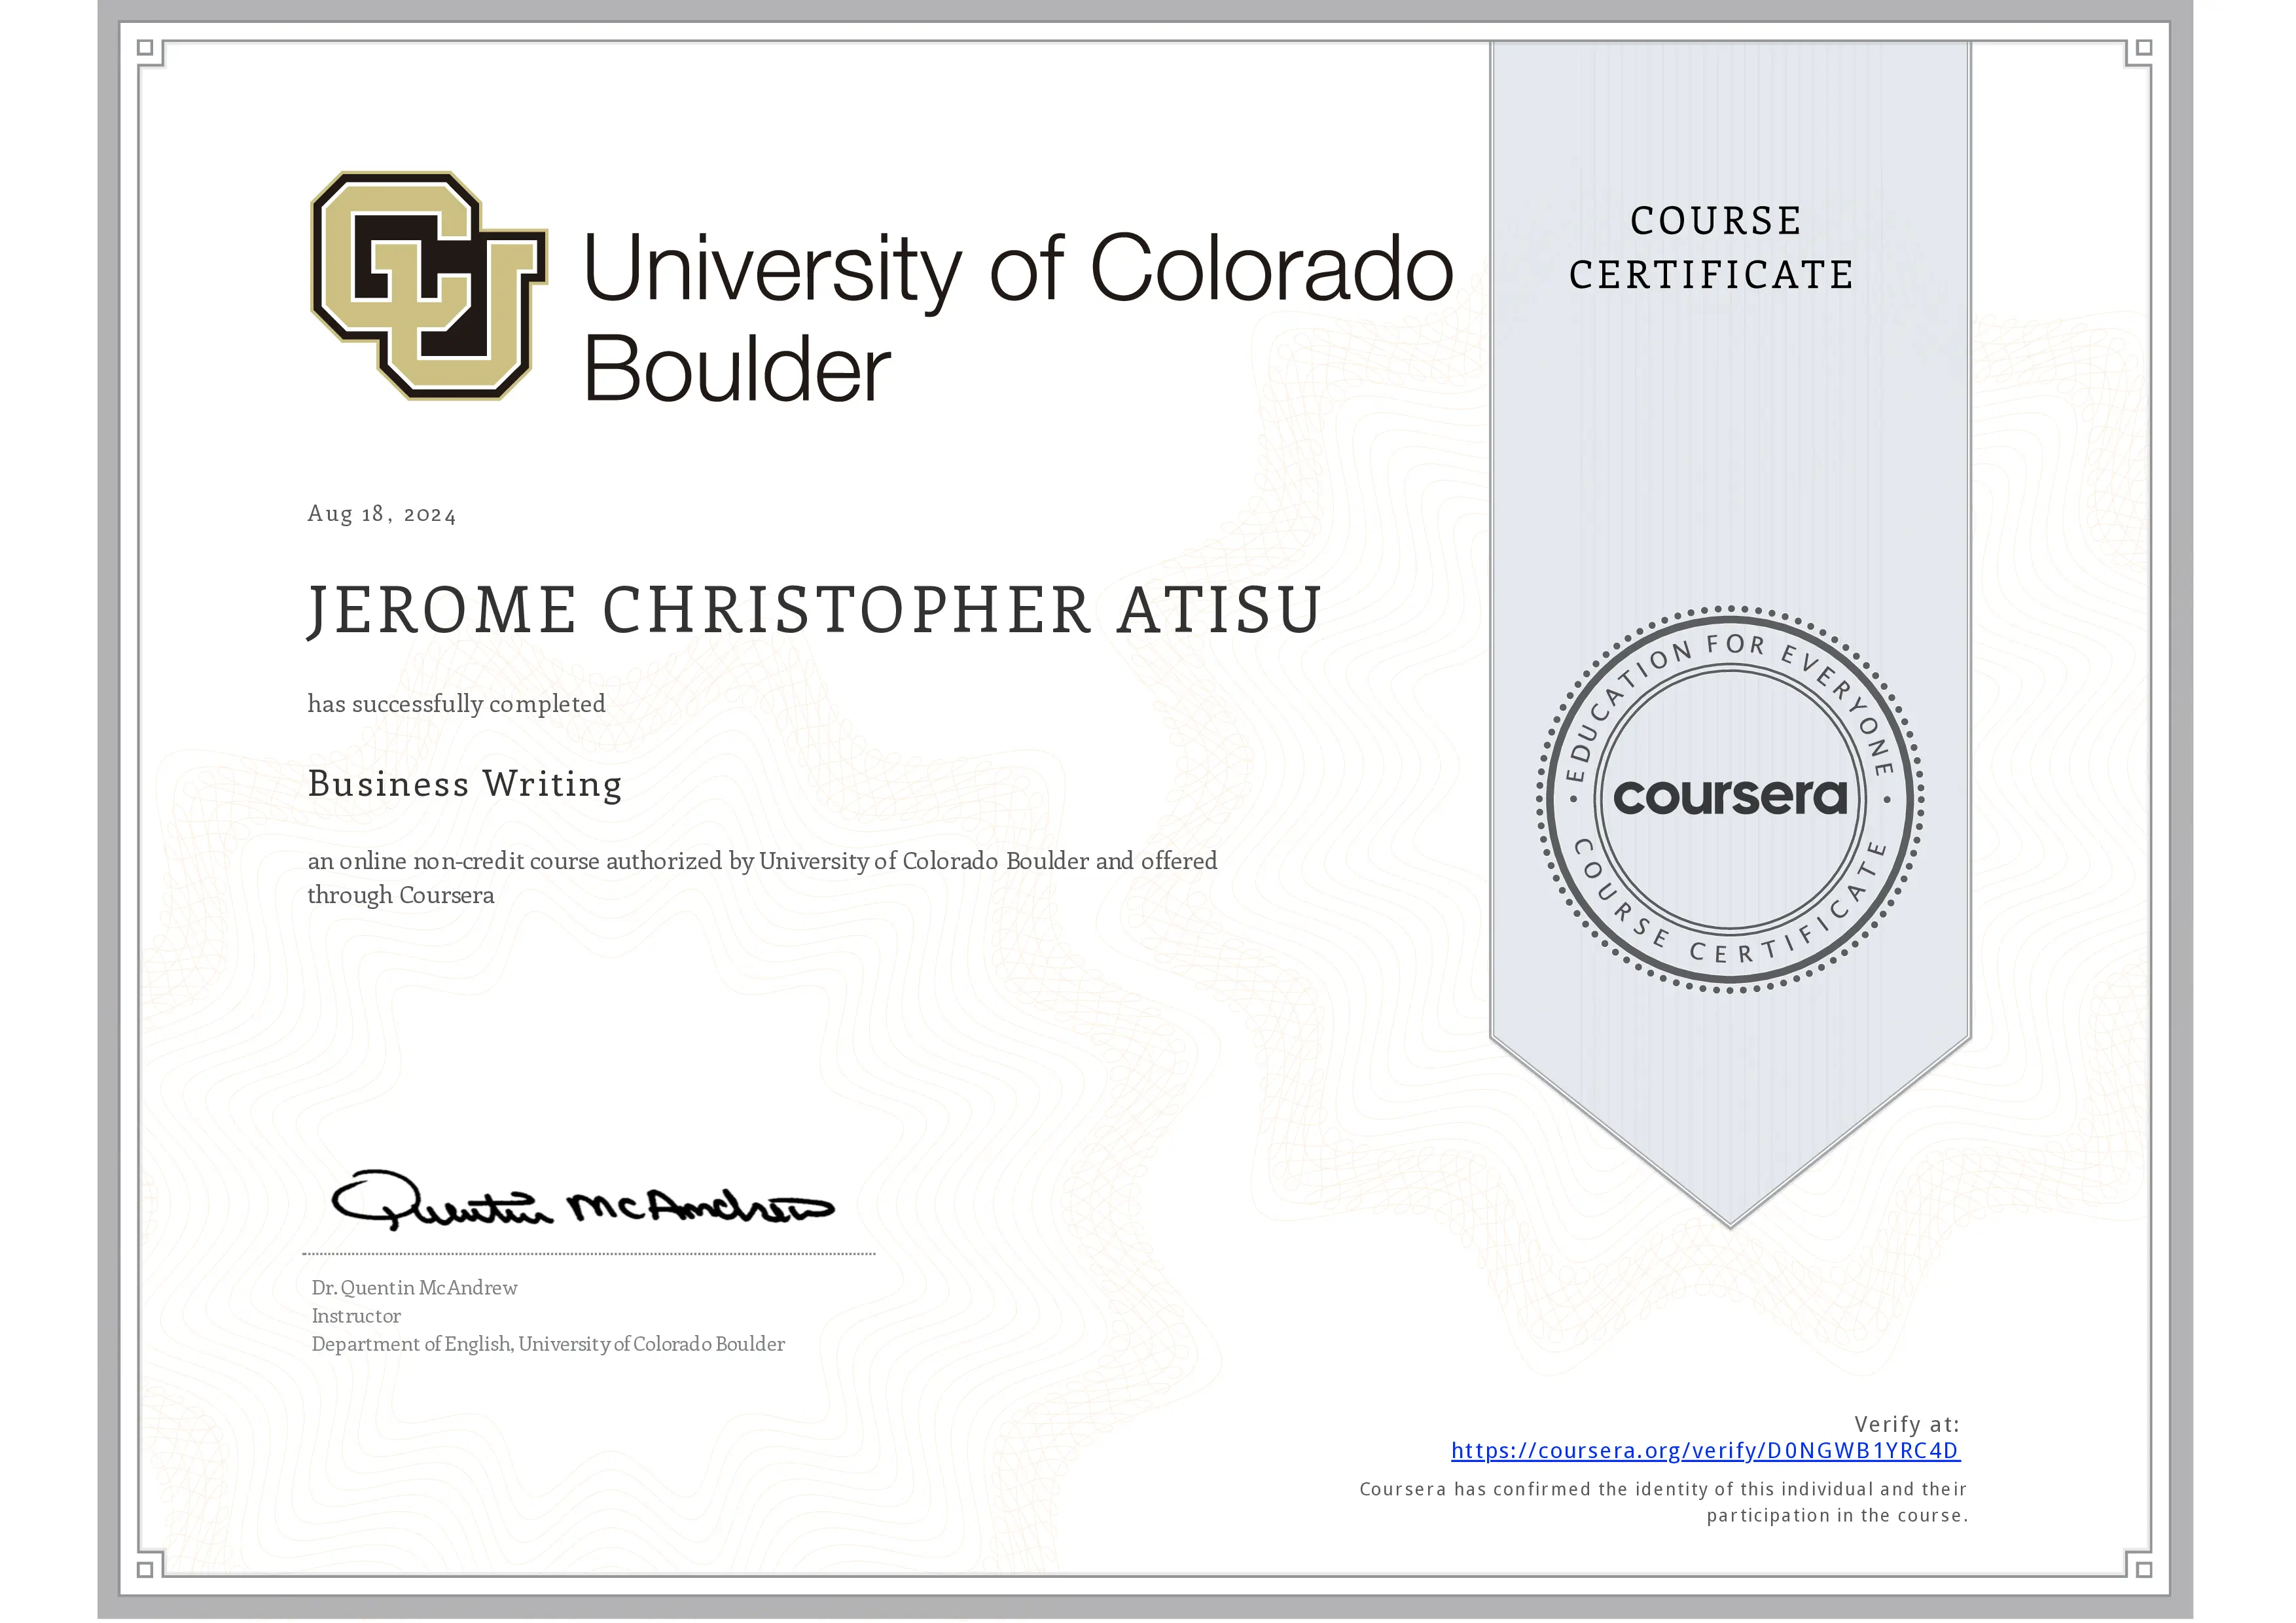 CU
University of Colorado
Boulder
COURSE
CERTIFICATE
Aug 18, 2024
JEROME CHRISTOPHER ATISU
has successfully completed
Business Writing
an online non-credit course authorized by University of Colorado Boulder and offered
through Coursera
EDUCATION FOR EVERYONE
coursera
COURSE CERTIFICATE
Quentin McAndrew
Dr. Quentin McAndrew
Instructor
Department of English, University of Colorado Boulder
Verify at:
https://coursera.org/verify/D0NGWB1YRC4D
Coursera has confirmed the identity of this individual and their
participation in the course.